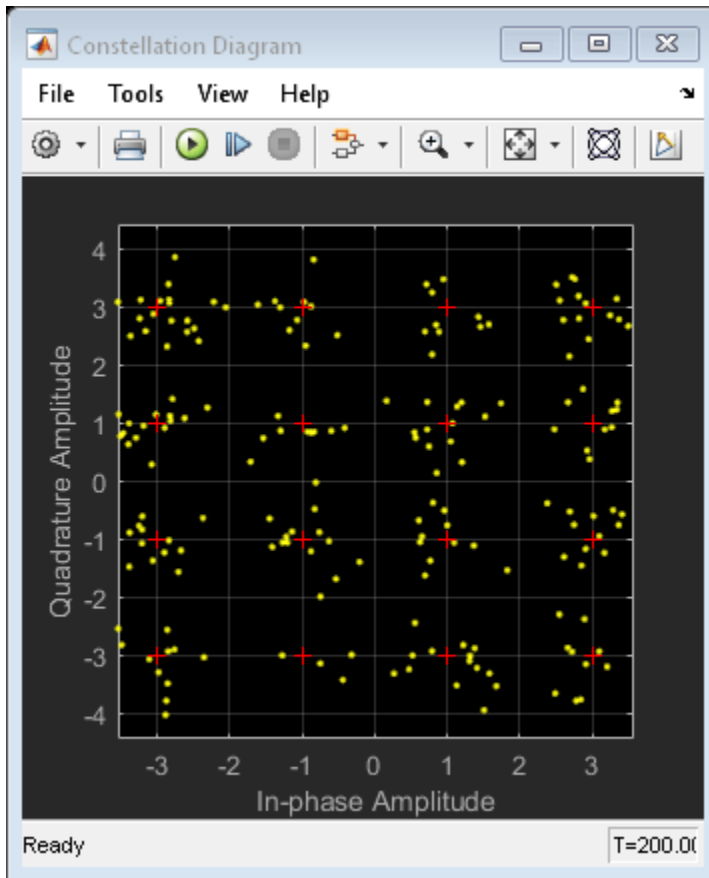 Constellation Diagram
File Tools View Help
4
3
2
1
0
-1
-2
-3
-4
Quadrature Amplitude
-3 -2 -1 0 1 2 3
In-phase Amplitude
Ready T=200.00